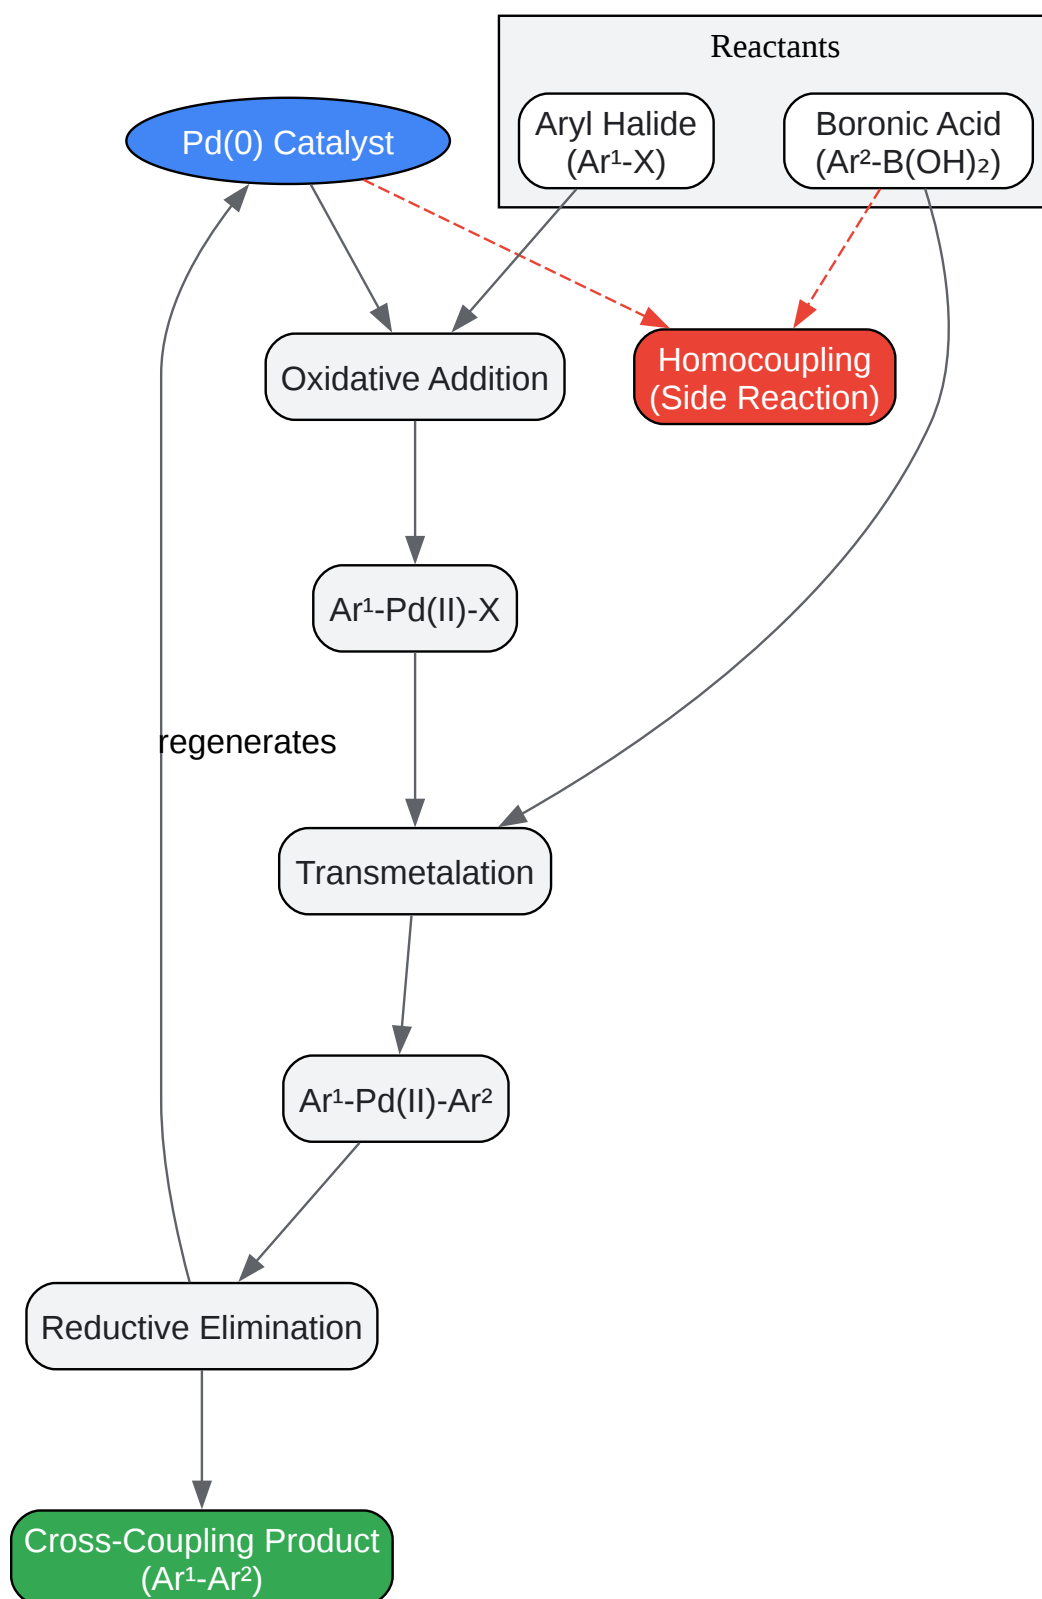 Reactants
Pd(0) Catalyst
Aryl Halide
(Ar¹-X)
Boronic Acid
(Ar²-B(OH)₂)
Oxidative Addition
Homocoupling
(Side Reaction)
Ar¹-Pd(II)-X
regenerates
Transmetalation
Ar¹-Pd(II)-Ar²
Reductive Elimination
Cross-Coupling Product
(Ar¹-Ar²)